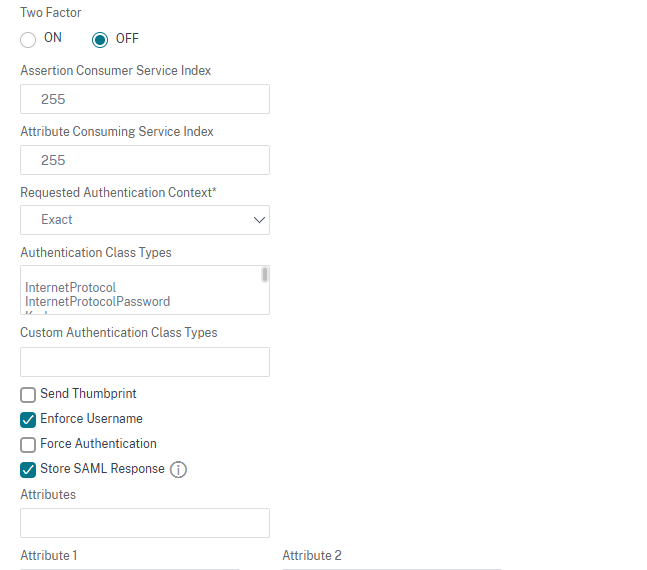 Two Factor
ON OFF
Assertion Consumer Service Index
255
Attribute Consuming Service Index
255
Requested Authentication Context*
Exact
Authentication Class Types
InternetProtocol
InternetProtocolPassword
Custom Authentication Class Types
Send Thumbprint
Enforce Username
Force Authentication
Store SAML Response
Attributes
Attribute 1 Attribute 2